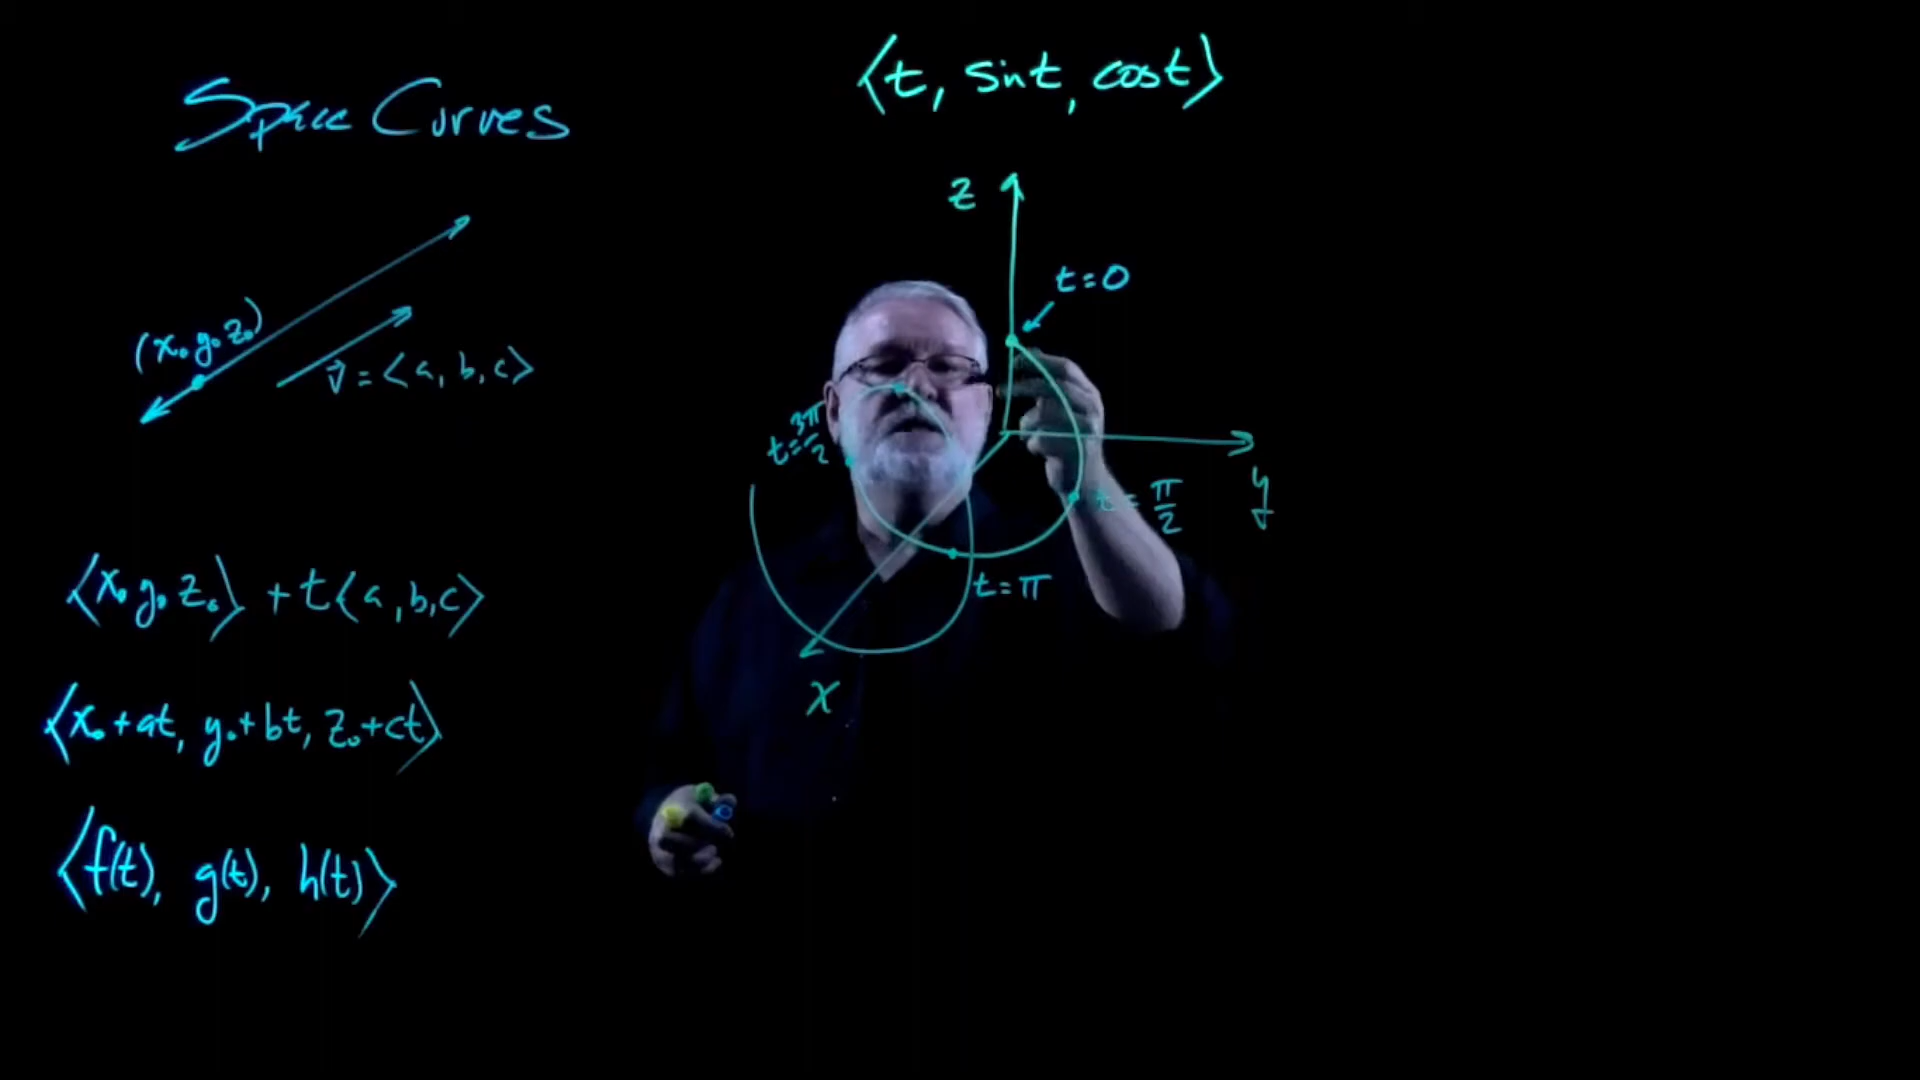 Space Curves
(x₀ y₀ z₀)
v⃗ = <a, b, c>
<x₀ y₀ z₀> + t<a, b, c>
<x₀ + at, y₀ + bt, z₀ + ct>
<f(t), g(t), h(t)>
<t, sin t, cos t>
z
t = 0
t = 3π/2
y
t = π/2
t = π
x